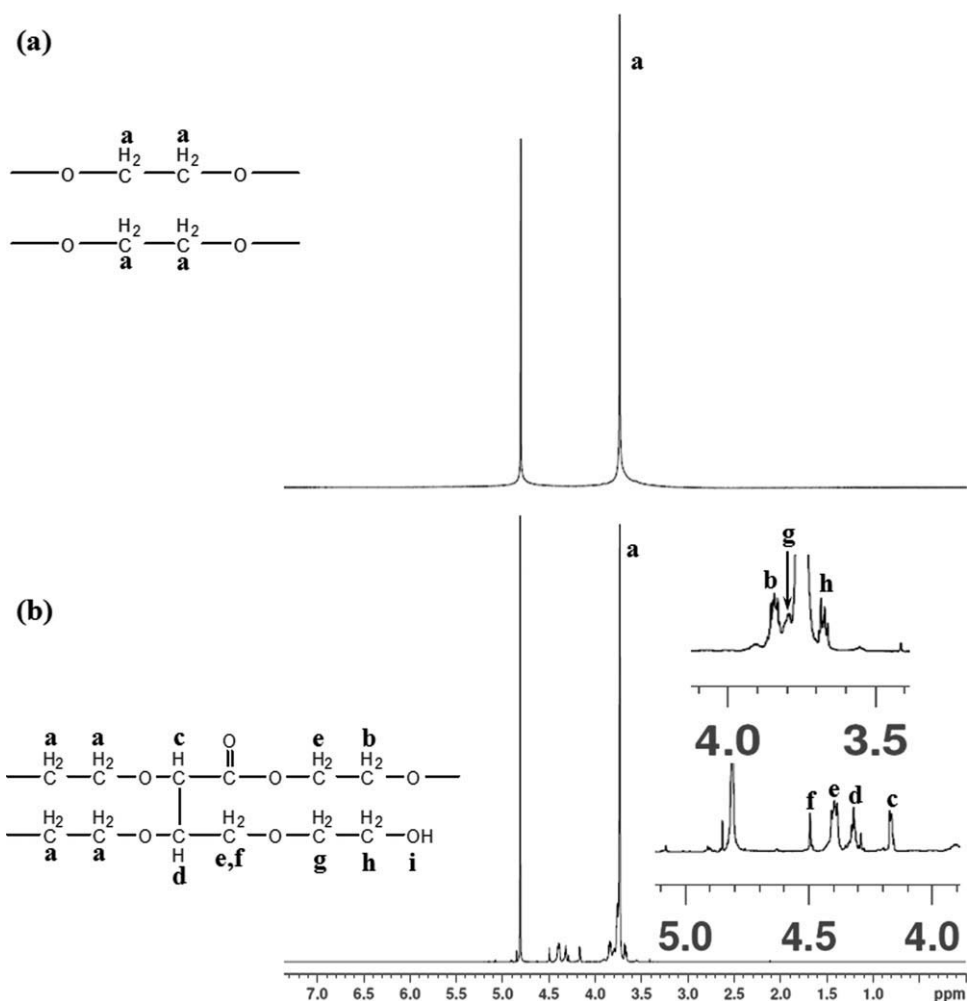 (a)
a
a a
H2 H2
O C C O
H2 H2
O C C O
a a
(b)
a
g
b h
4.0 3.5
f e d c
5.0 4.5 4.0
a a c O e b
H2 H2 H H2 H2
C C O C C O C C O
H2 H2 H2 H2 H2
C C O C C O C C OH
a a H e,f g h i
d
7.0 6.0 5.5 5.0 4.5 4.0 3.5 3.0 2.5 2.0 1.5 1.0 ppm